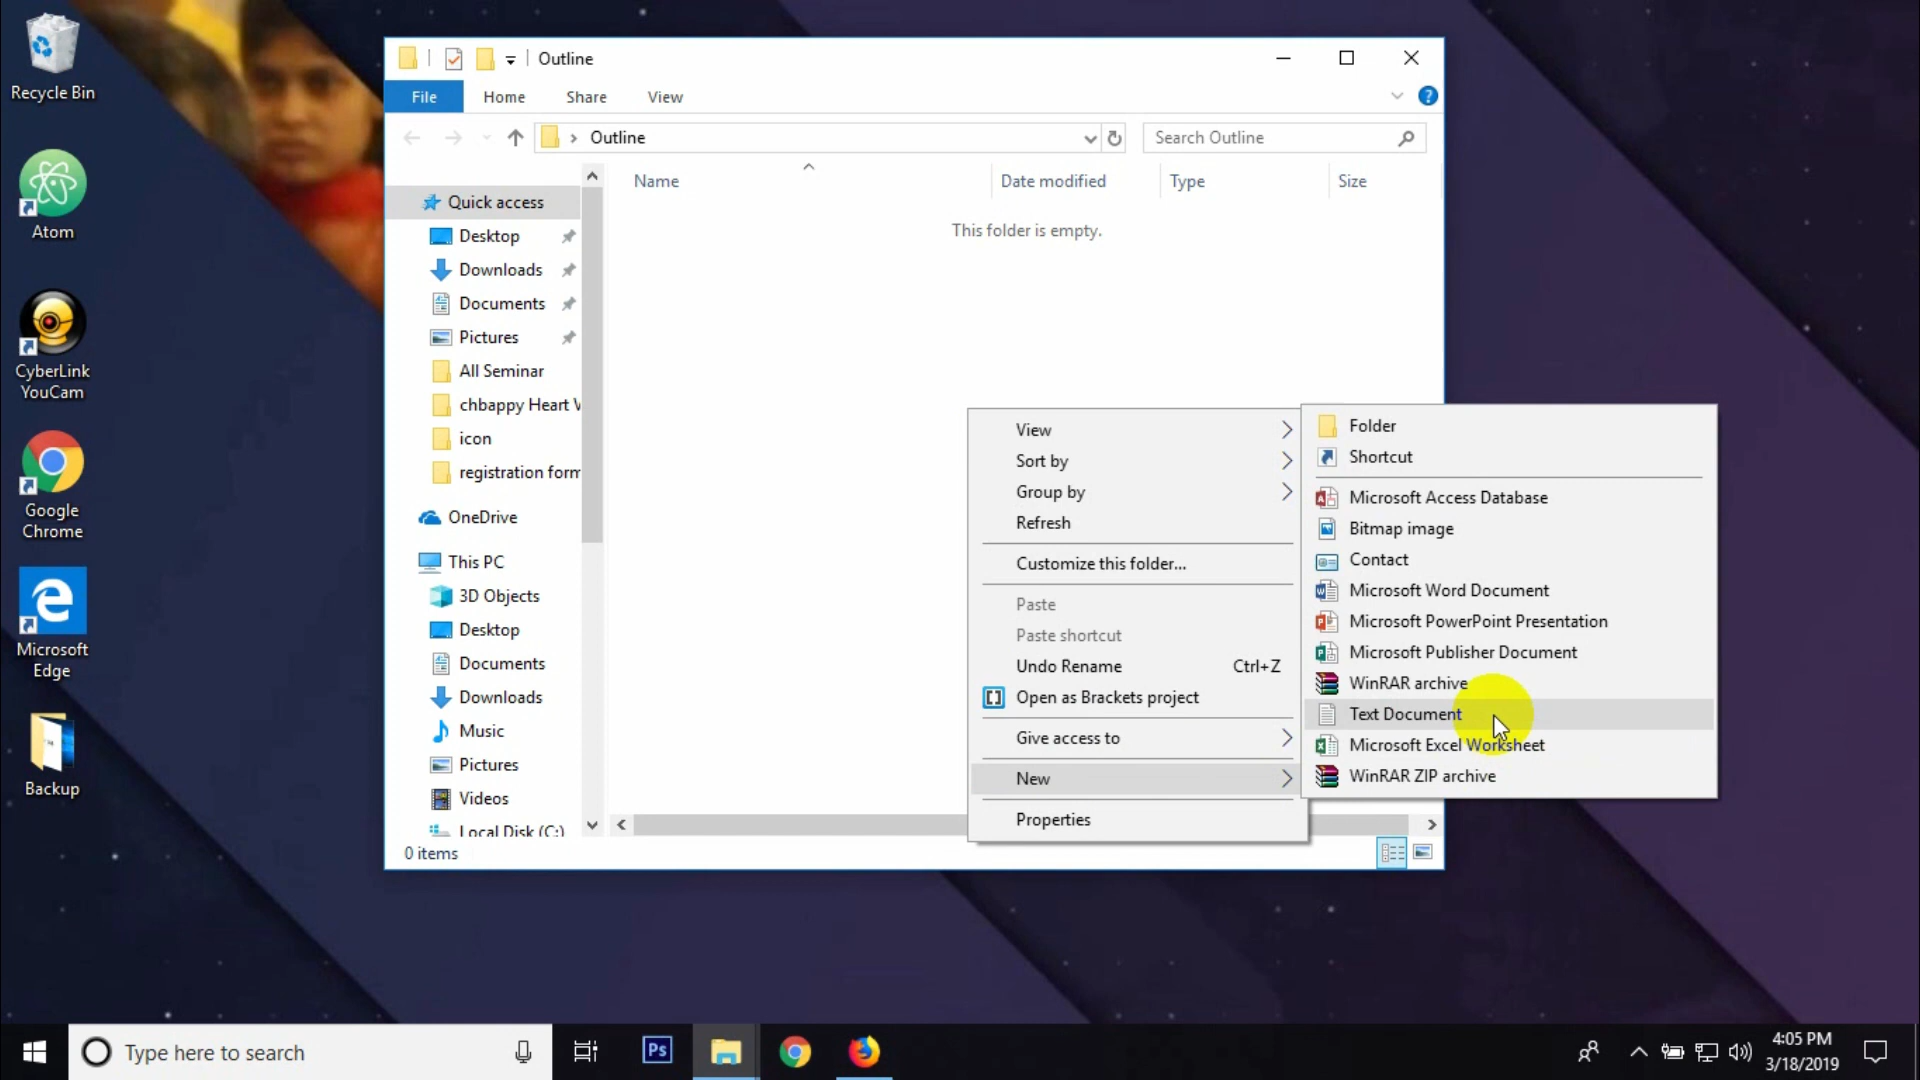 Recycle Bin
Atom
CyberLink
YouCam
Google
Chrome
Microsoft
Edge
Backup
Outline
File Home Share View
Outline
Search Outline
Name Date modified Type Size
This folder is empty.
Quick access
Desktop
Downloads
Documents
Pictures
All Seminar
chbappy Heart
icon
registration form
OneDrive
This PC
3D Objects
Desktop
Documents
Downloads
Music
Pictures
Videos
Local Disk (C:)
0 items
View
Sort by
Group by
Refresh
Customize this folder...
Paste
Paste shortcut
Undo Rename Ctrl+Z
Open as Brackets project
Give access to
New
Properties
Folder
Shortcut
Microsoft Access Database
Bitmap image
Contact
Microsoft Word Document
Microsoft PowerPoint Presentation
Microsoft Publisher Document
WinRAR archive
Text Document
Microsoft Excel Worksheet
WinRAR ZIP archive
Type here to search
Ps
4:05 PM
3/18/2019